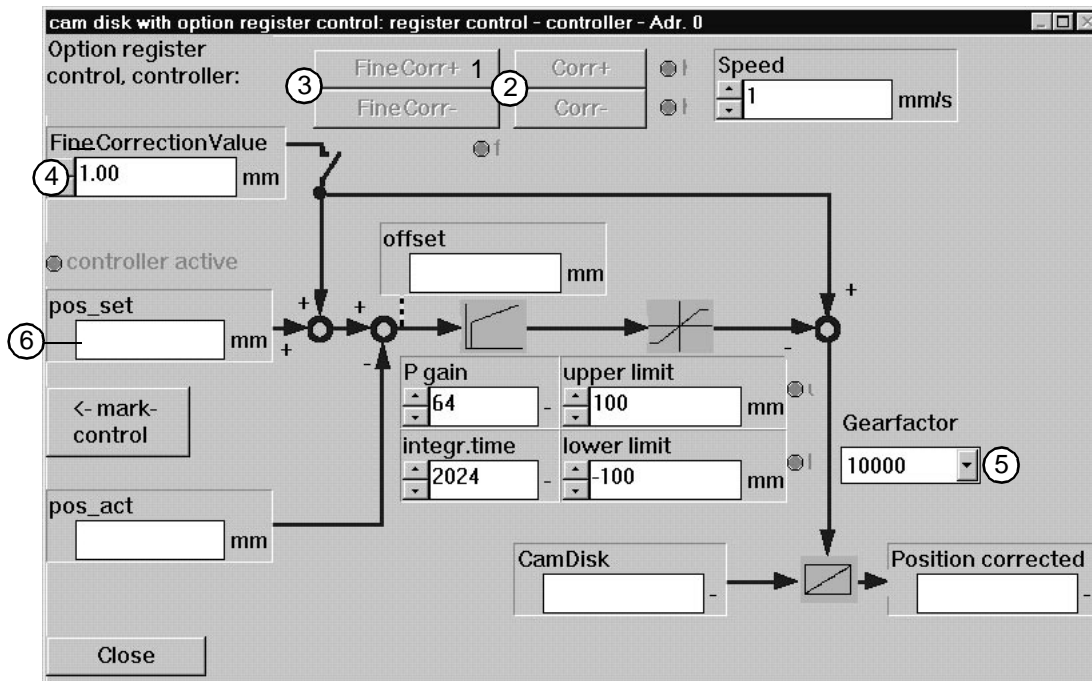 cam disk with option register control: register control - controller - Adr. 0
Option register
control, controller:
3
FineCorr+ 1
FineCorr-
2
Corr+
Corr-
Speed
1
mm/s
FineCorrectionValue
4
1.00
mm
f
controller active
offset
mm
pos_set
6
mm
+
+
+
-
+
-
<- mark-
control
P gain
64
-
upper limit
100
mm
integr.time
2024
-
lower limit
-100
mm
l
Gearfactor
10000
5
pos_act
mm
CamDisk
-
Position corrected
-
Close